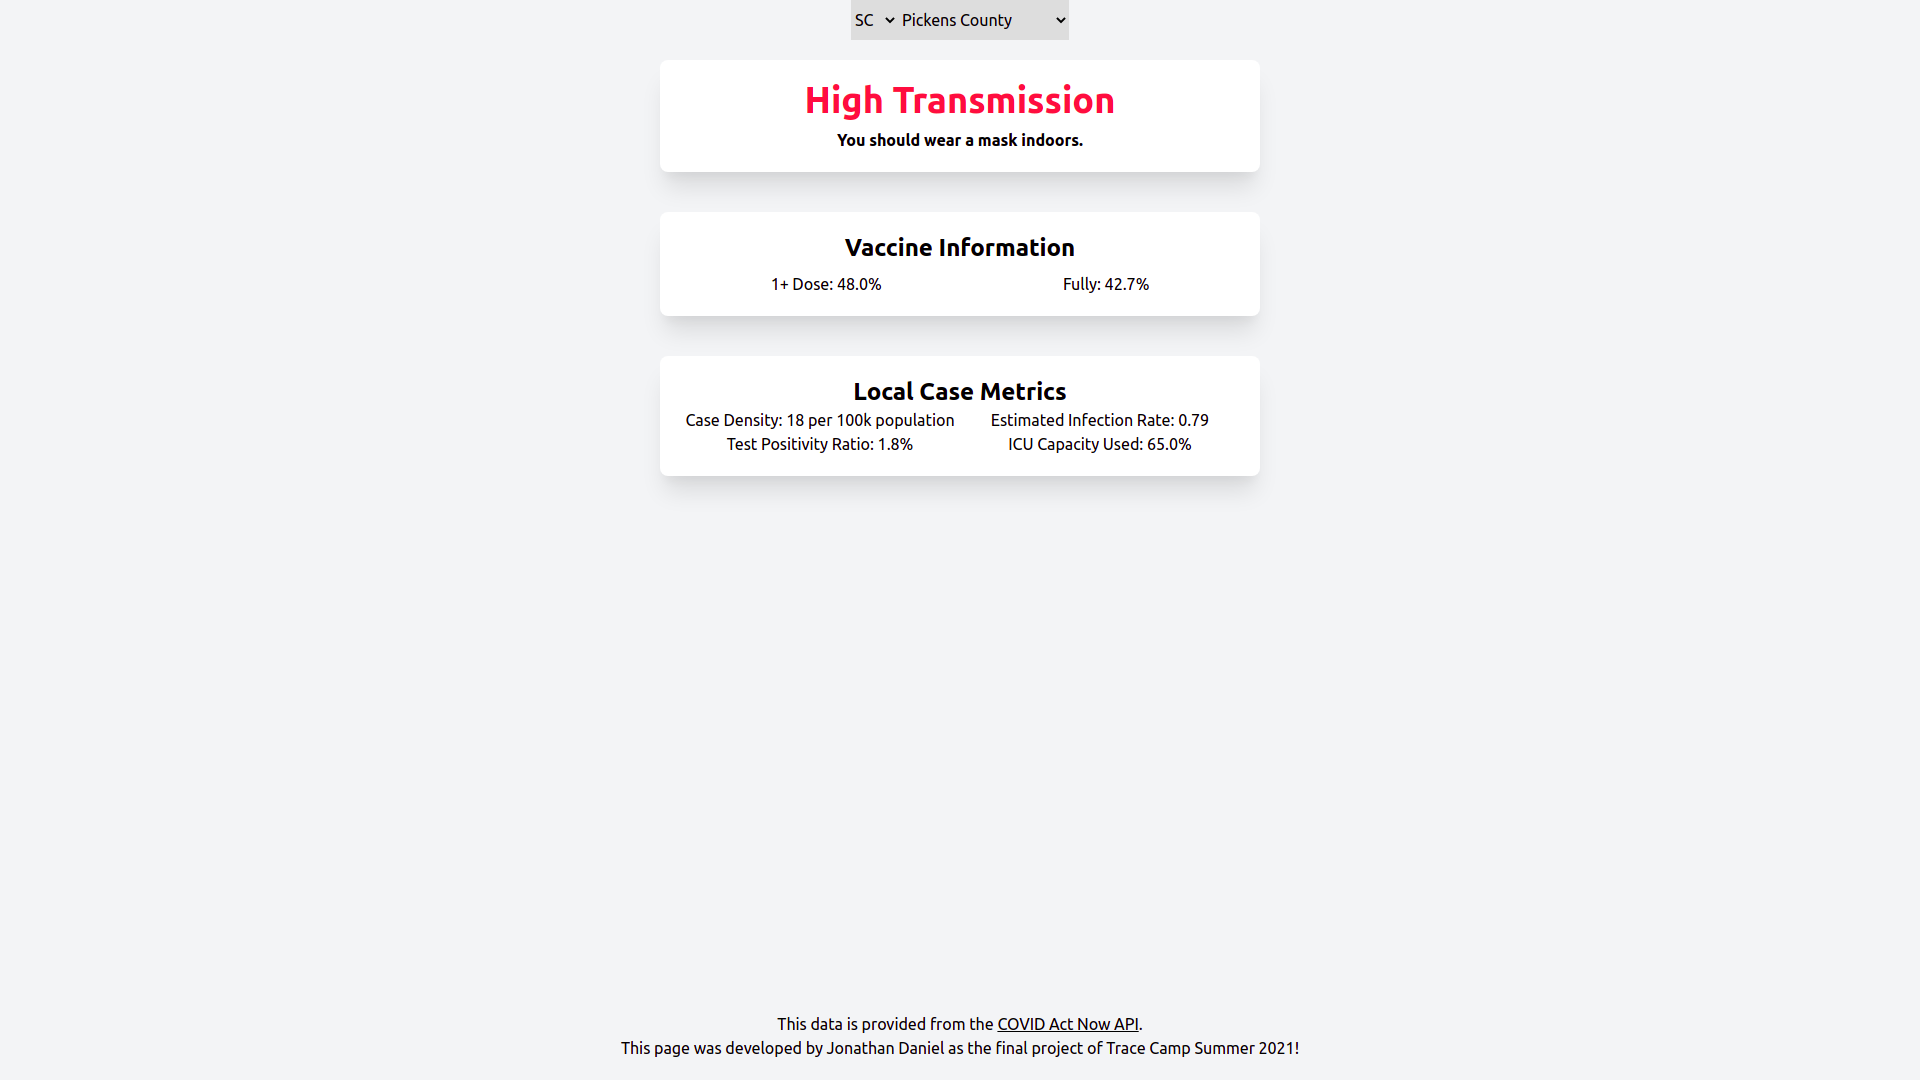 SC Pickens County
High Transmission
You should wear a mask indoors.
Vaccine Information
1+ Dose: 48.0% Fully: 42.7%
Local Case Metrics
Case Density: 18 per 100k population Estimated Infection Rate: 0.79
Test Positivity Ratio: 1.8% ICU Capacity Used: 65.0%
This data is provided from the COVID Act Now API.
This page was developed by Jonathan Daniel as the final project of Trace Camp Summer 2021!